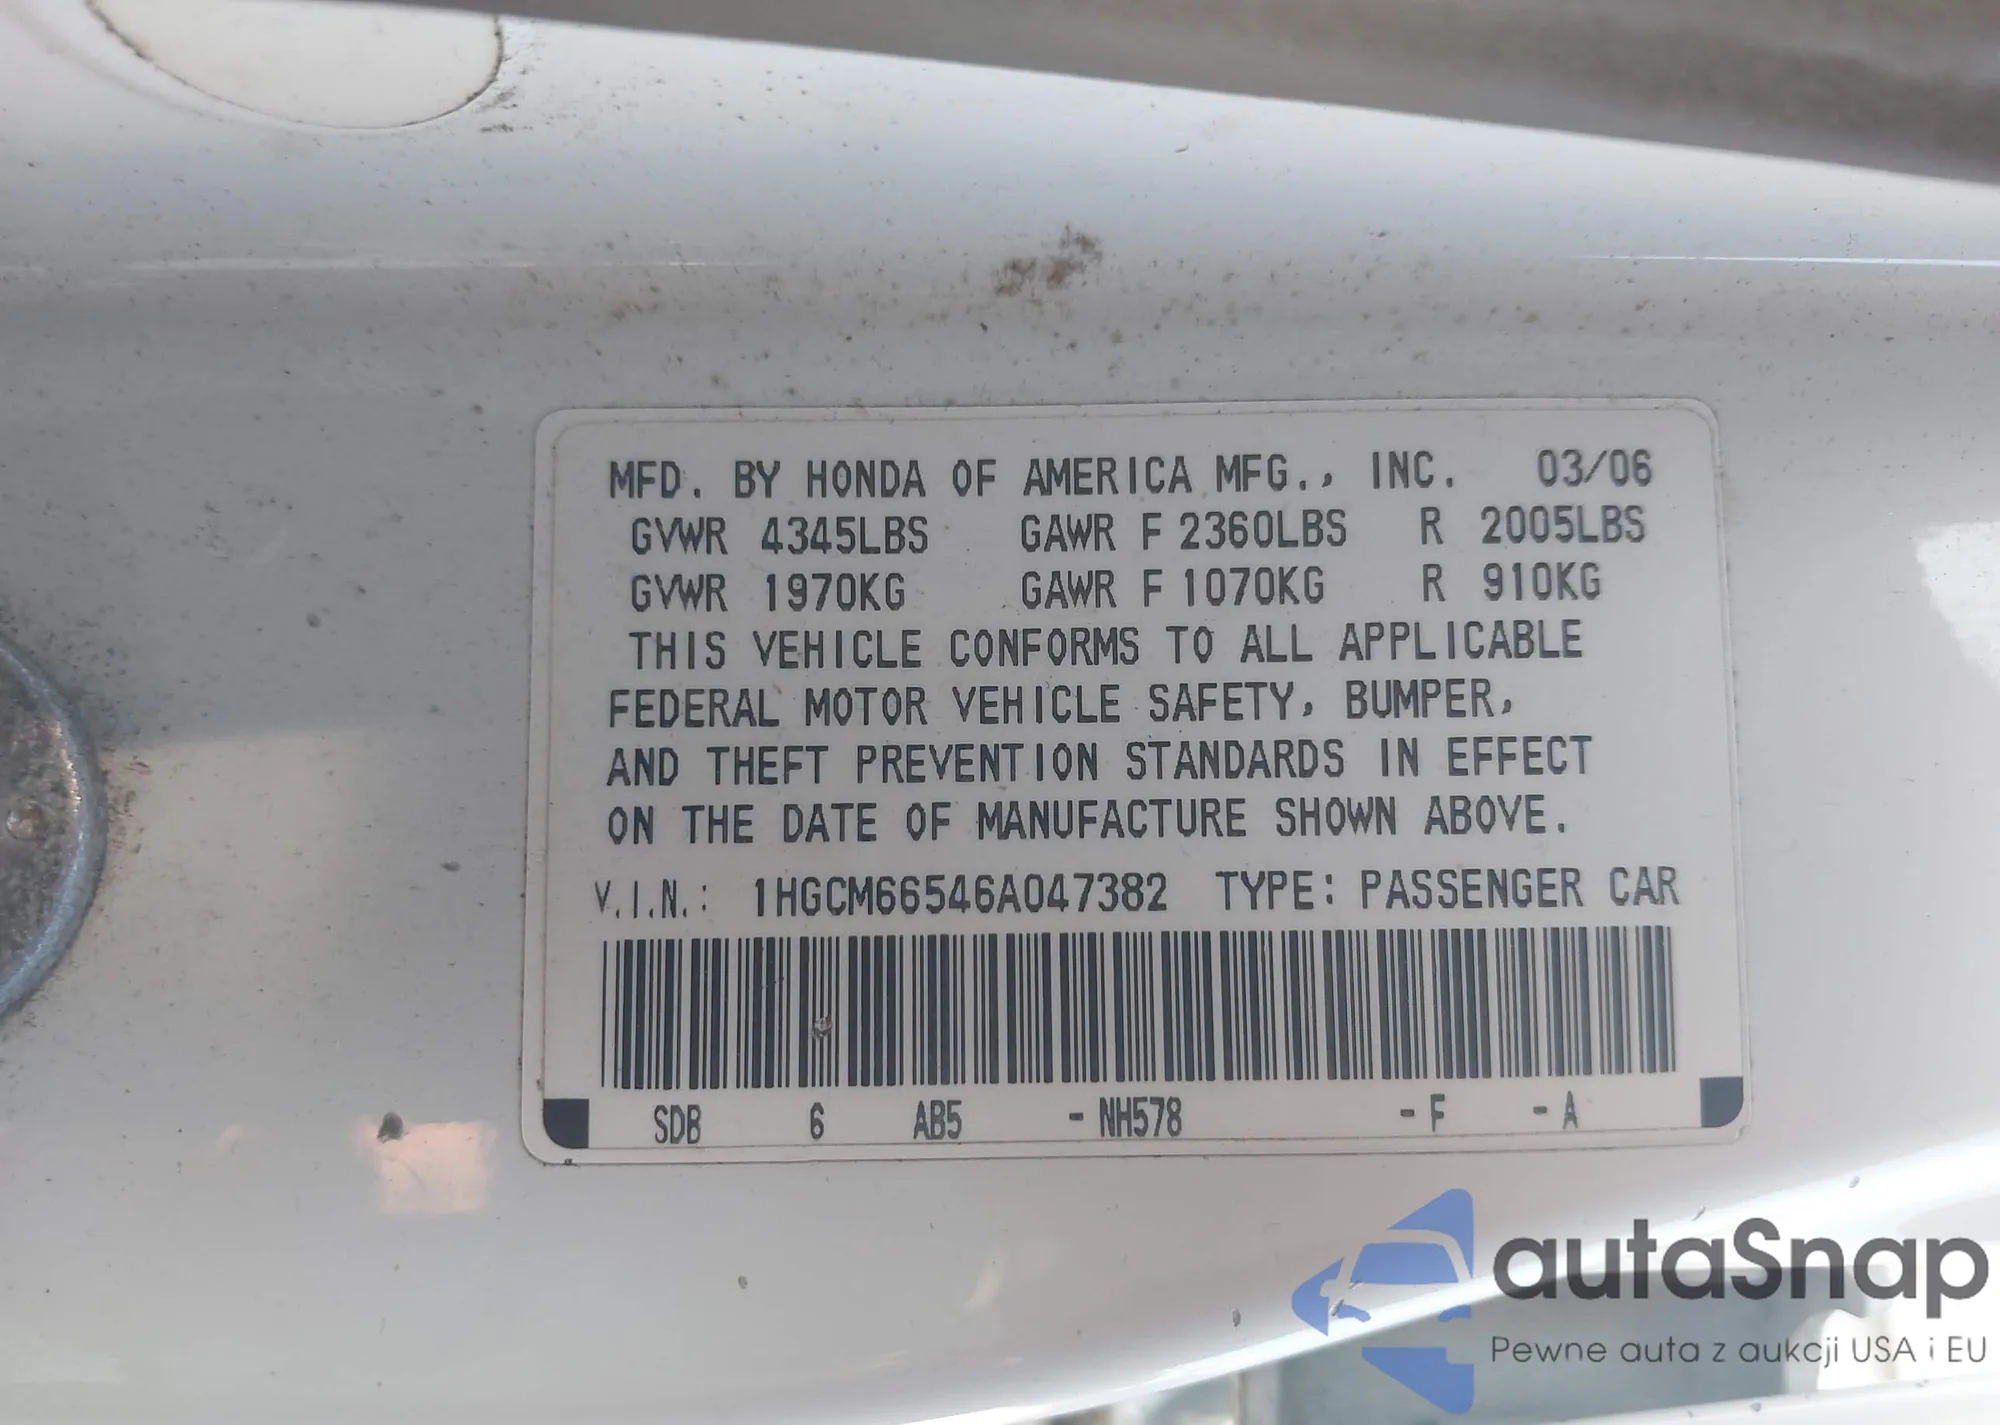 MFD. BY HONDA OF AMERICA MFG., INC. 03/06
GVWR 4345LBS GAWR F 2360LBS R 2005LBS
GVWR 1970KG GAWR F 1070KG R 910KG
THIS VEHICLE CONFORMS TO ALL APPLICABLE
FEDERAL MOTOR VEHICLE SAFETY, BUMPER,
AND THEFT PREVENTION STANDARDS IN EFFECT
ON THE DATE OF MANUFACTURE SHOWN ABOVE.
V.I.N.: 1HGCM66546A047382 TYPE: PASSENGER CAR
SDB 6 AB5 -NH578 -F -A
autaSnap
Pewne auta z aukcji USA i EU